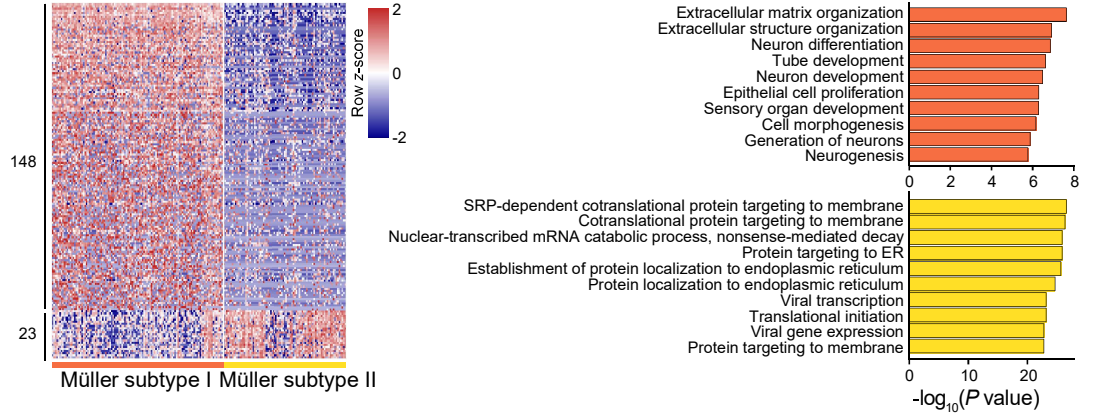 2
0
-2
Row z-score
148
23
Müller subtype I
Müller subtype II
Extracellular matrix organization
Extracellular structure organization
Neuron differentiation
Tube development
Neuron development
Epithelial cell proliferation
Sensory organ development
Cell morphogenesis
Generation of neurons
Neurogenesis
0 2 4 6 8
SRP-dependent cotranslational protein targeting to membrane
Cotranslational protein targeting to membrane
Nuclear-transcribed mRNA catabolic process, nonsense-mediated decay
Protein targeting to ER
Establishment of protein localization to endoplasmic reticulum
Protein localization to endoplasmic reticulum
Viral transcription
Translational initiation
Viral gene expression
Protein targeting to membrane
0 10 20
-log10(P value)